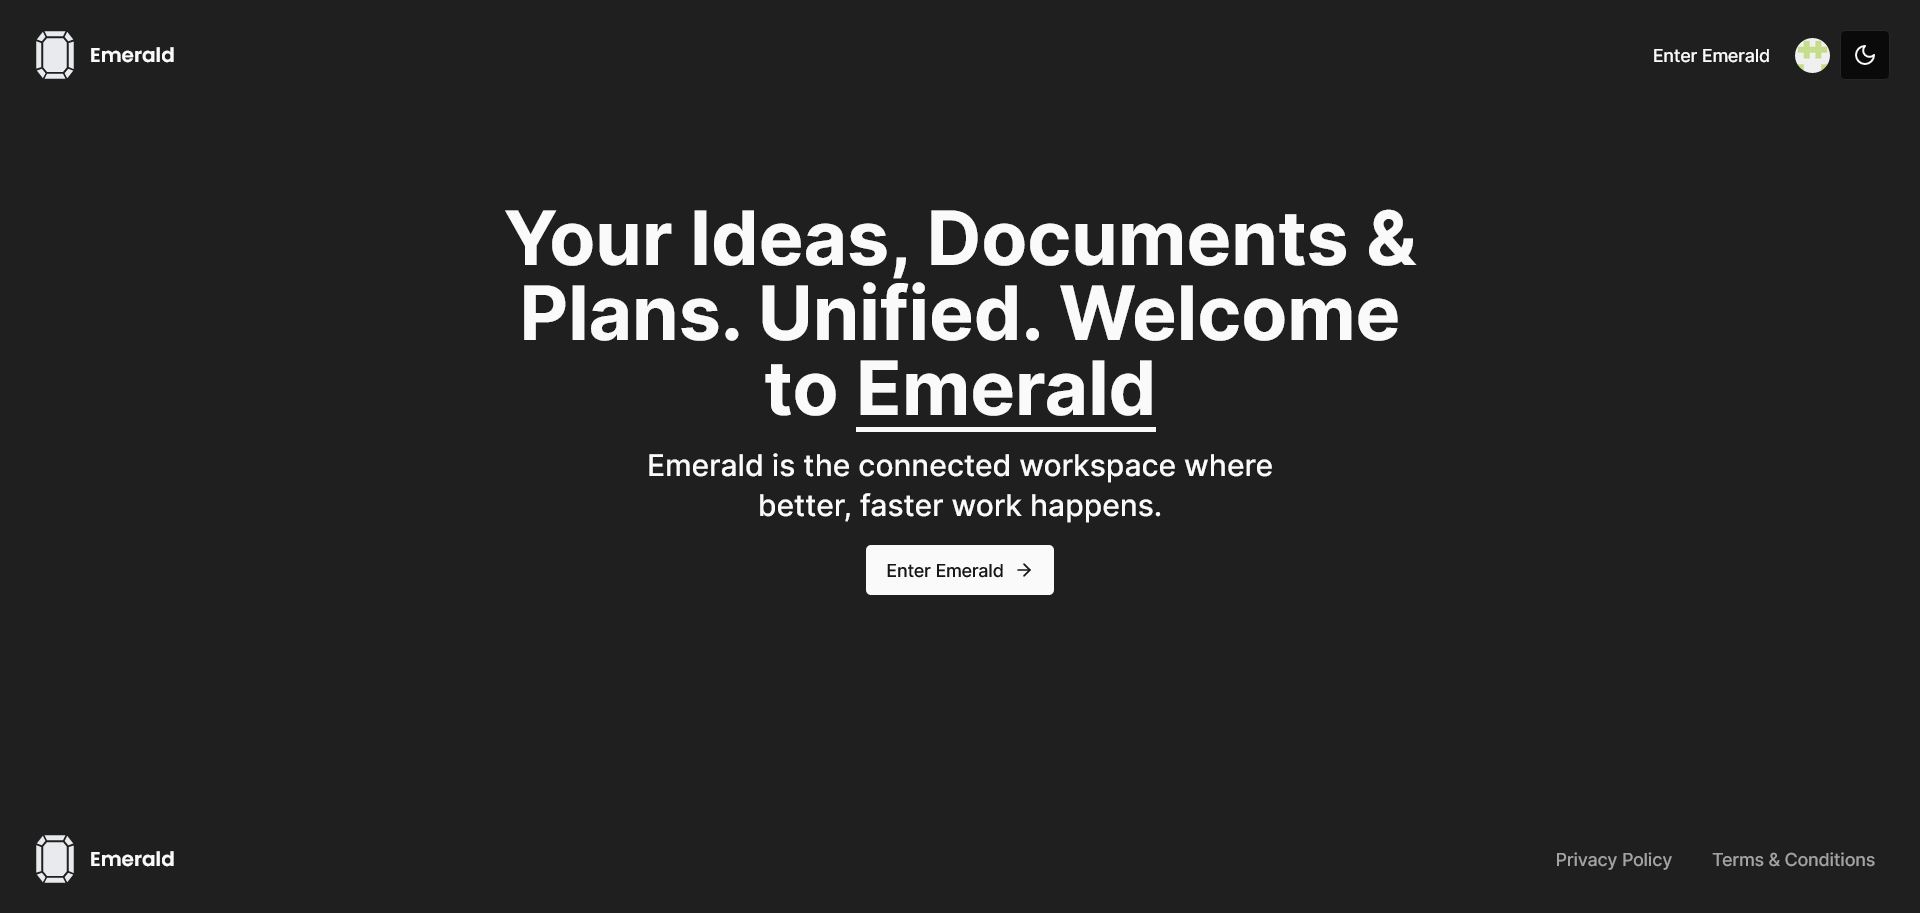 Emerald
Enter Emerald
Your Ideas, Documents &
Plans. Unified. Welcome
to Emerald
Emerald is the connected workspace where
better, faster work happens.
Enter Emerald
Emerald
Privacy Policy
Terms & Conditions